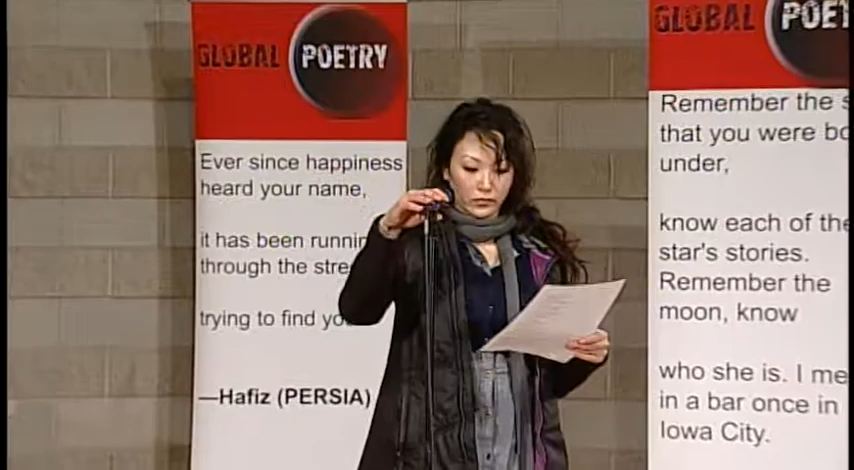 GLOBAL POETRY
Ever since happiness
heard your name,
it has been runnin
through the stre
trying to find yo
—Hafiz (PERSIA)
GLOBAL POET
Remember the s
that you were bo
under,
know each of the
star's stories.
Remember the
moon, know
who she is. I me
in a bar once in
Iowa City.